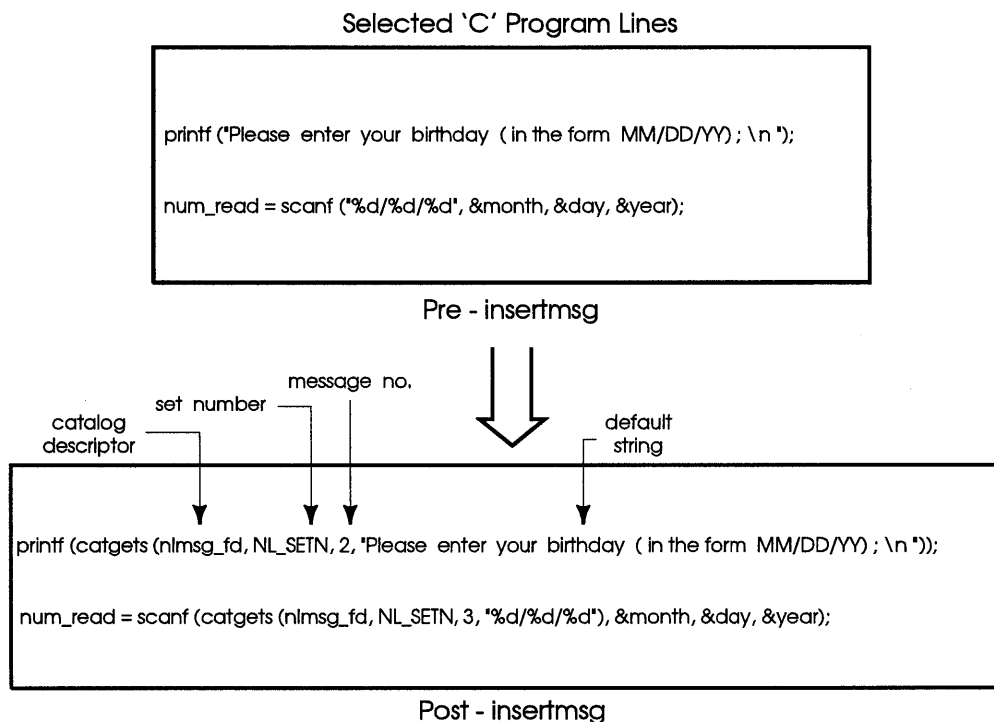 Selected ‘C’ Program Lines
printf ("Please enter your birthday ( in the form MM/DD/YY) ; \n ");
num_read = scanf ("%d/%d/%d", &month, &day, &year);
Pre - insertmsg
message no.
set number
catalog
descriptor
default
string
printf (catgets (nlmsg_fd, NL_SETN, 2, "Please enter your birthday ( in the form MM/DD/YY) ; \n "));
num_read = scanf (catgets (nlmsg_fd, NL_SETN, 3, "%d/%d/%d"), &month, &day, &year);
Post - insertmsg